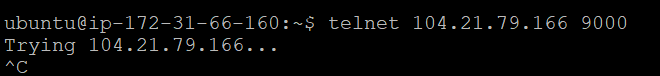 ubuntu@ip-172-31-66-160:~$ telnet 104.21.79.166 9000
Trying 104.21.79.166...
^C